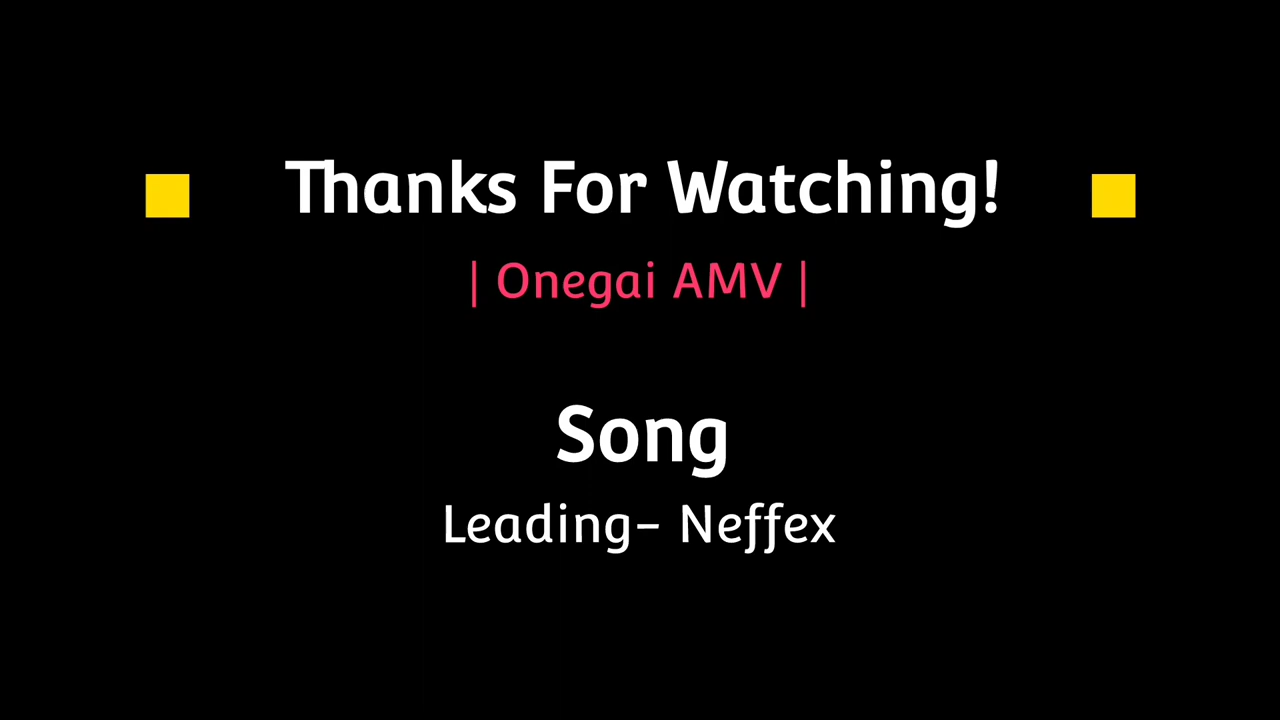 Thanks For Watching!
| Onegai AMV |
Song
Leading- Neffex